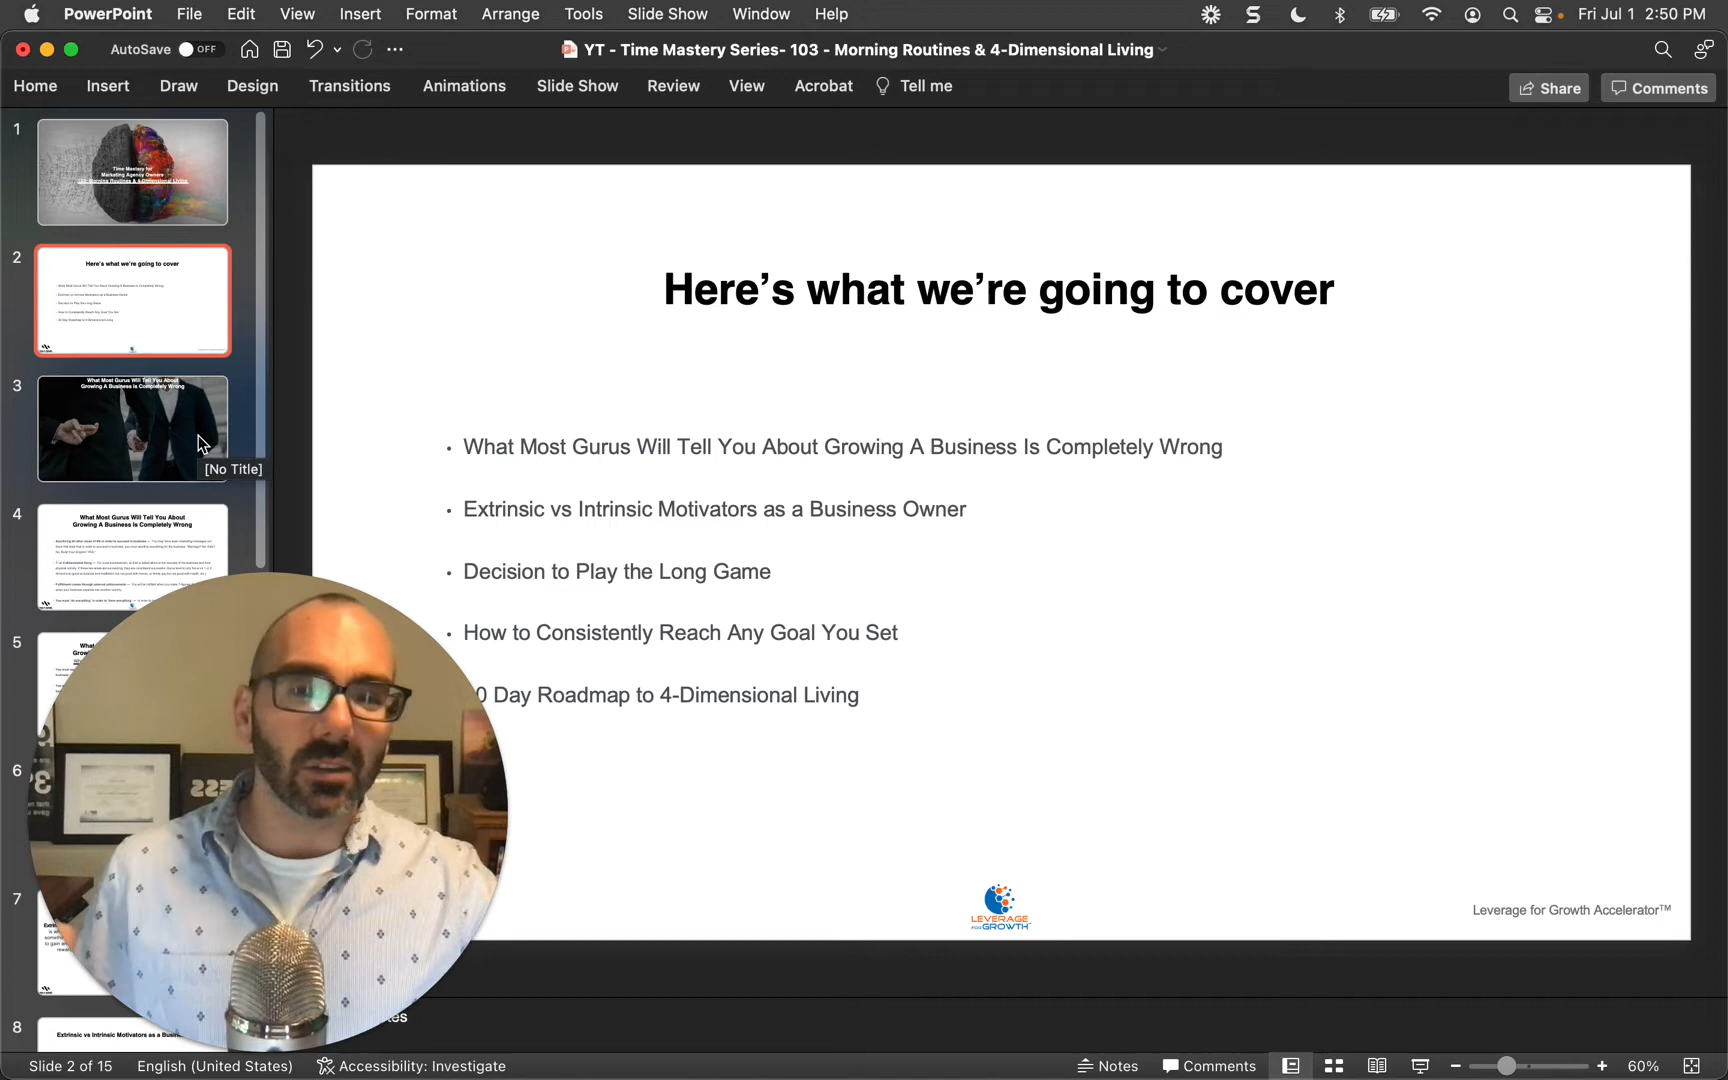 PowerPoint File Edit View Insert Format Arrange Tools Slide Show Window Help Fri Jul 1 2:50 PM
AutoSave OFF YT - Time Mastery Series- 103 - Morning Routines & 4-Dimensional Living
Home Insert Draw Design Transitions Animations Slide Show Review View Acrobat Tell me Share Comments
1
Time Mastery for
Marketing Agency Owners
2
Here's what we're going to cover
3
What Most Gurus Will Tell You About
Growing A Business Is Completely Wrong
[No Title]
4
What Most Gurus Will Tell You About
Growing A Business Is Completely Wrong
5
6
7
8
Extrinsic vs Intrinsic Motivators as a
Here's what we're going to cover
• What Most Gurus Will Tell You About Growing A Business Is Completely Wrong
• Extrinsic vs Intrinsic Motivators as a Business Owner
• Decision to Play the Long Game
• How to Consistently Reach Any Goal You Set
0 Day Roadmap to 4-Dimensional Living
LEVERAGE
FOR GROWTH
Leverage for Growth Accelerator™
Slide 2 of 15 English (United States) Accessibility: Investigate Notes Comments 60%